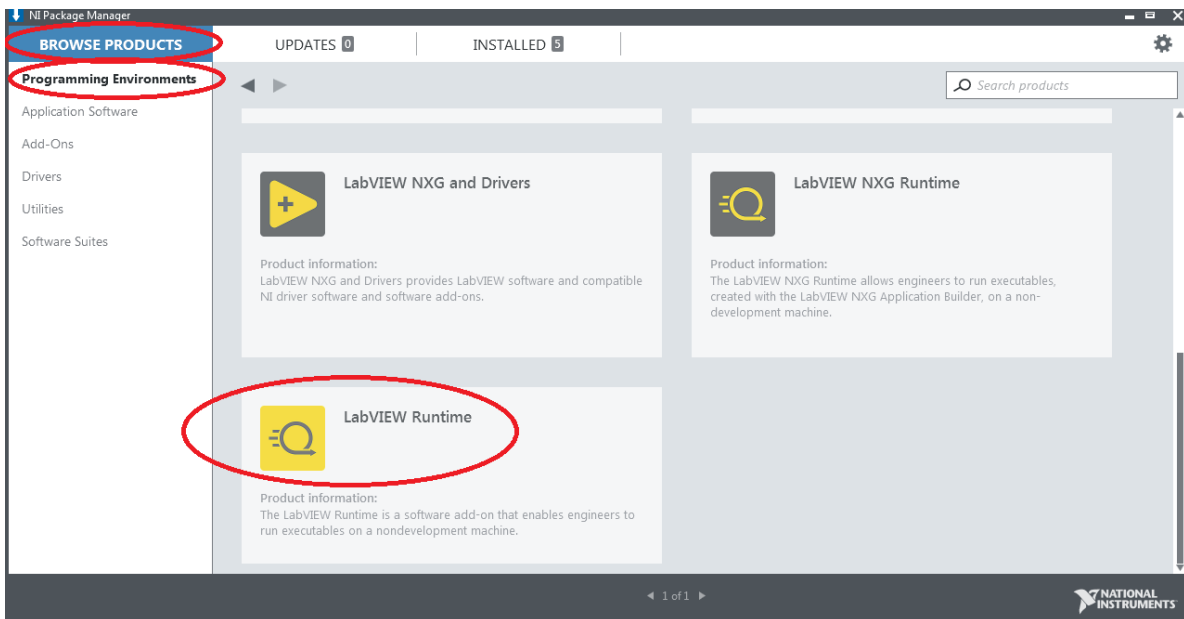 NI Package Manager
BROWSE PRODUCTS
UPDATES 0
INSTALLED 5
Programming Environments
Application Software
Add-Ons
Drivers
Utilities
Software Suites
Search products
LabVIEW NXG and Drivers
Product information:
LabVIEW NXG and Drivers provides LabVIEW software and compatible
NI driver software and software add-ons.
LabVIEW NXG Runtime
Product information:
The LabVIEW NXG Runtime allows engineers to run executables,
created with the LabVIEW NXG Application Builder, on a non-
development machine.
LabVIEW Runtime
Product information:
The LabVIEW Runtime is a software add-on that enables engineers to
run executables on a nondevelopment machine.
1 of 1
NATIONAL
INSTRUMENTS